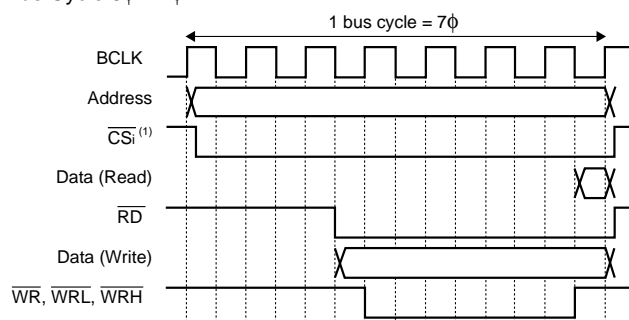 1 bus cycle = 7ϕ
BCLK
Address
CSi (1)
Data (Read)
RD
Data (Write)
WR, WRL, WRH